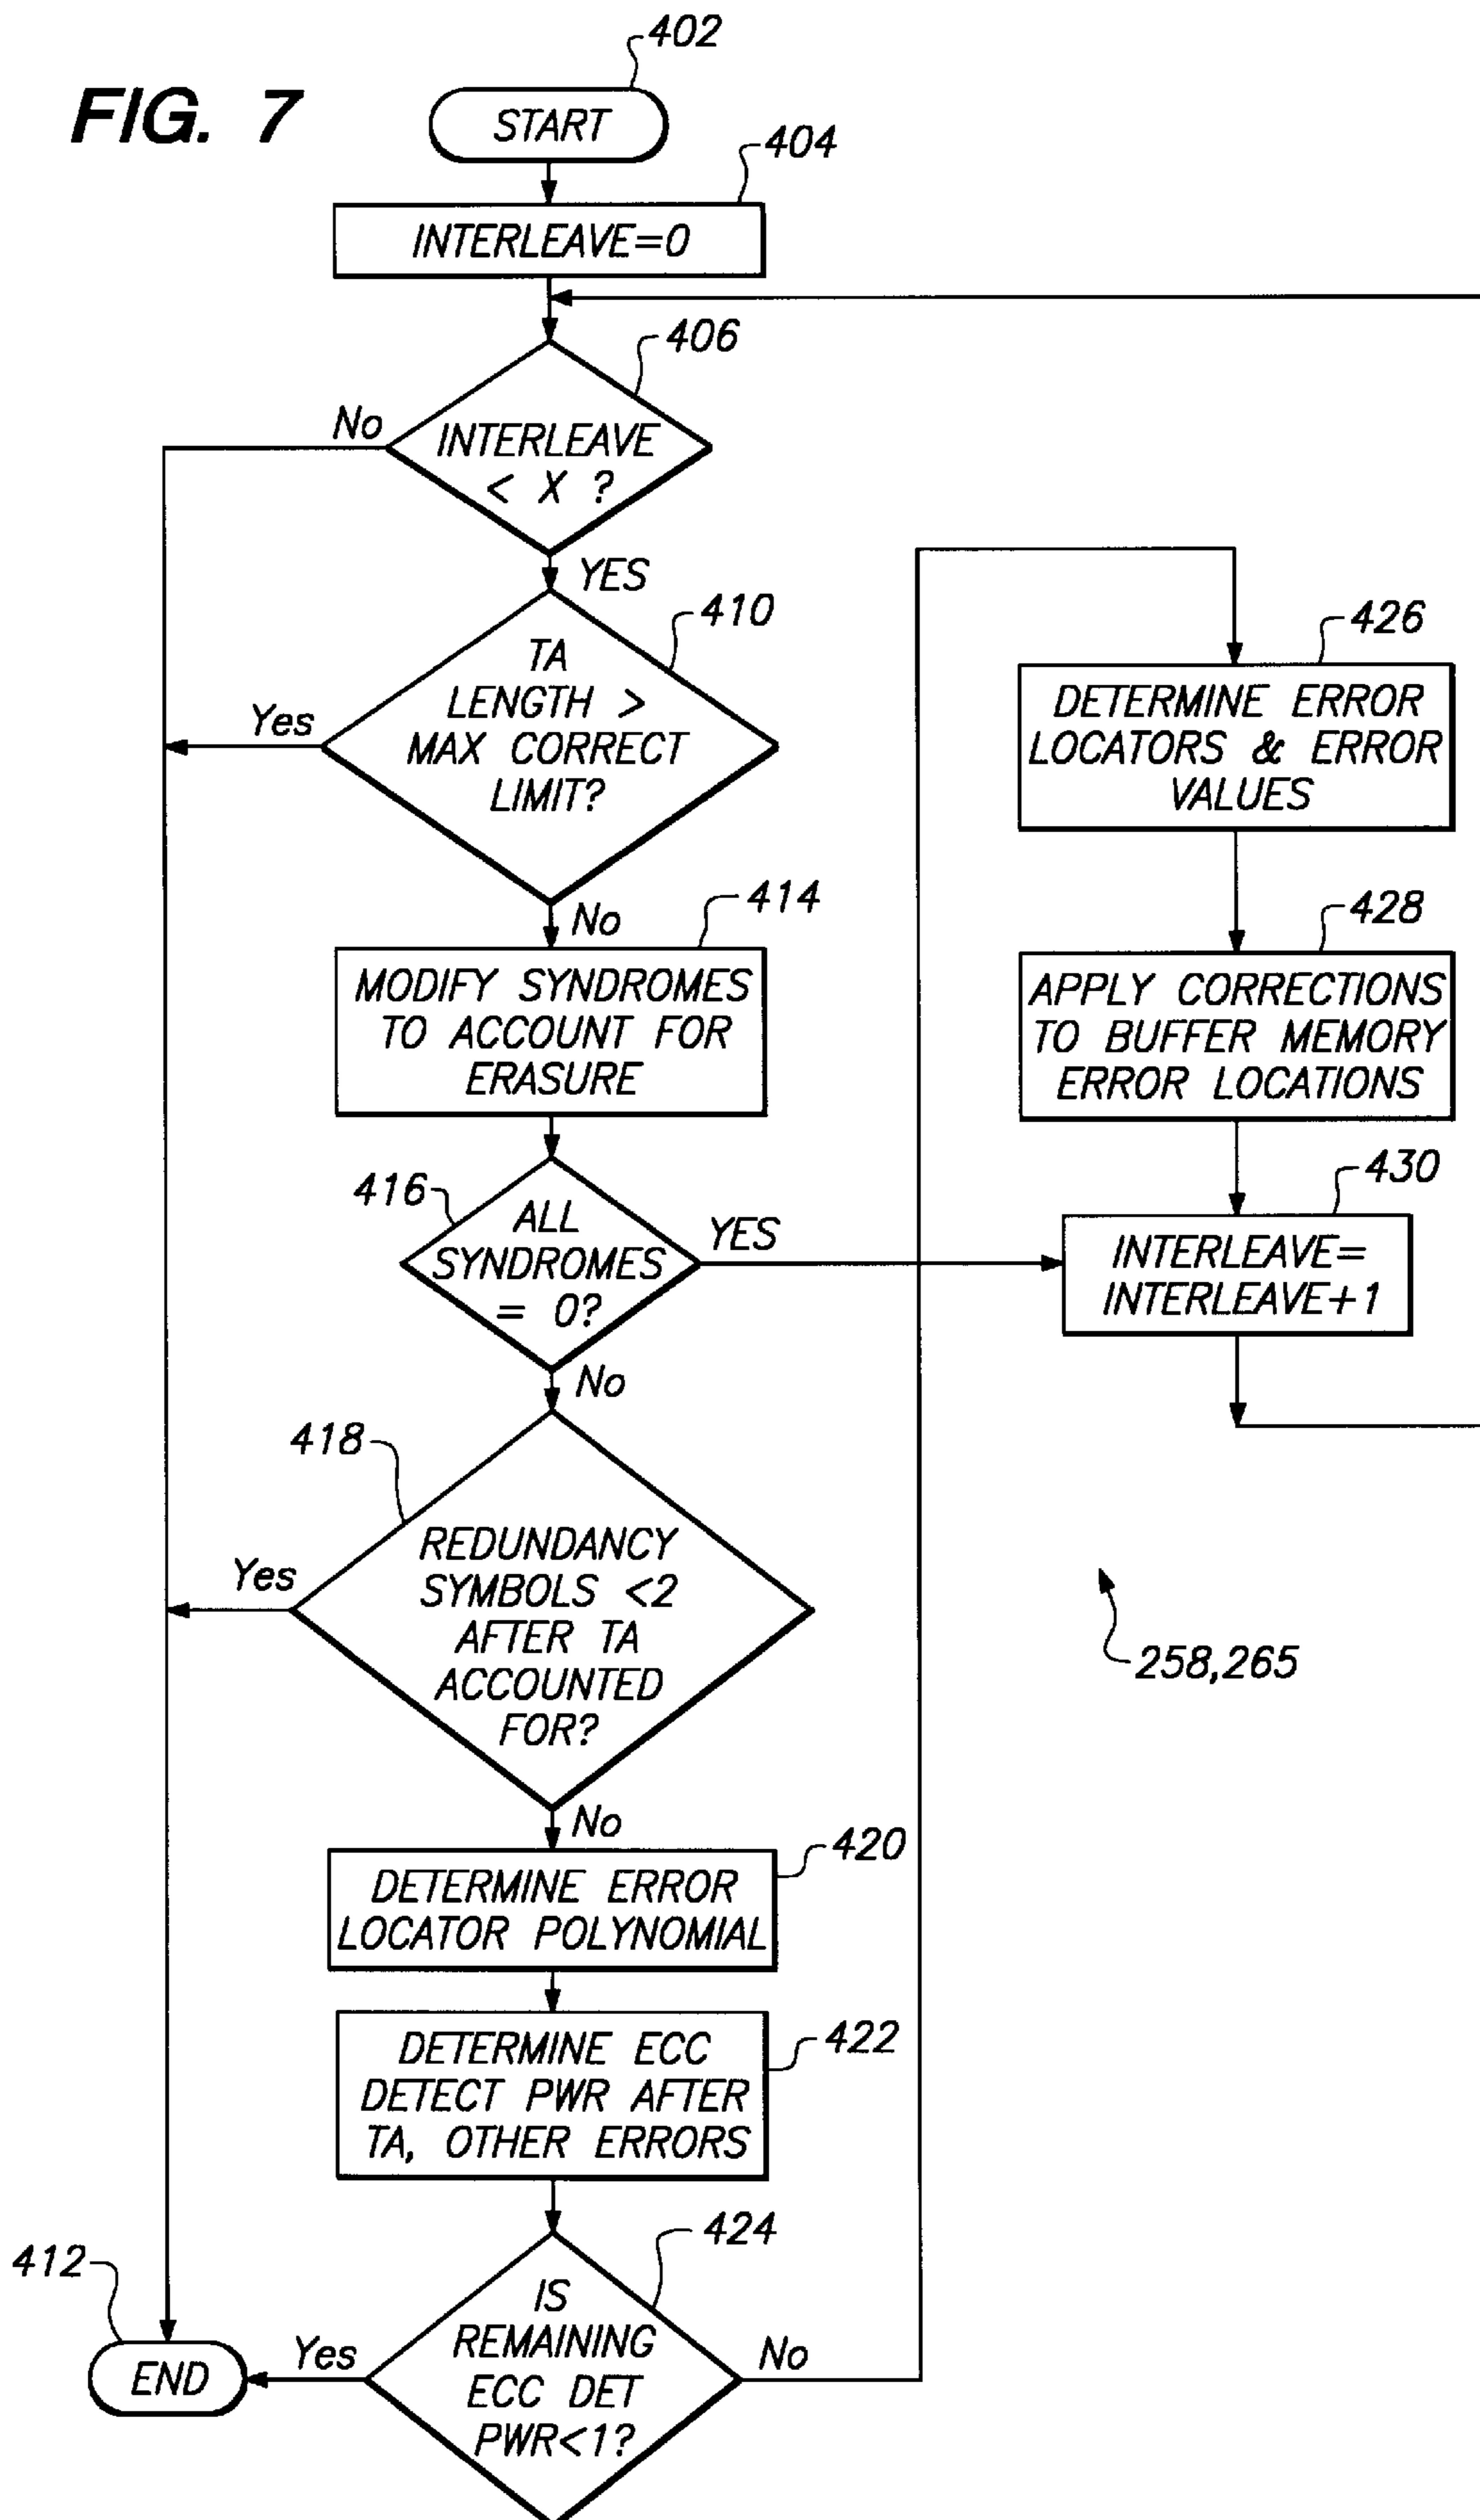 FIG. 7
402
START
404
INTERLEAVE=0
406
INTERLEAVE
< X ?
No
YES
410
TA
LENGTH >
MAX CORRECT
LIMIT?
Yes
No
414
MODIFY SYNDROMES
TO ACCOUNT FOR
ERASURE
416
ALL
SYNDROMES
= 0?
YES
No
418
REDUNDANCY
SYMBOLS <2
AFTER TA
ACCOUNTED
FOR?
Yes
No
420
DETERMINE ERROR
LOCATOR POLYNOMIAL
422
DETERMINE ECC
DETECT PWR AFTER
TA, OTHER ERRORS
424
IS
REMAINING
ECC DET
PWR<1?
Yes
No
412
END
426
DETERMINE ERROR
LOCATORS & ERROR
VALUES
428
APPLY CORRECTIONS
TO BUFFER MEMORY
ERROR LOCATIONS
430
INTERLEAVE=
INTERLEAVE+1
258,265